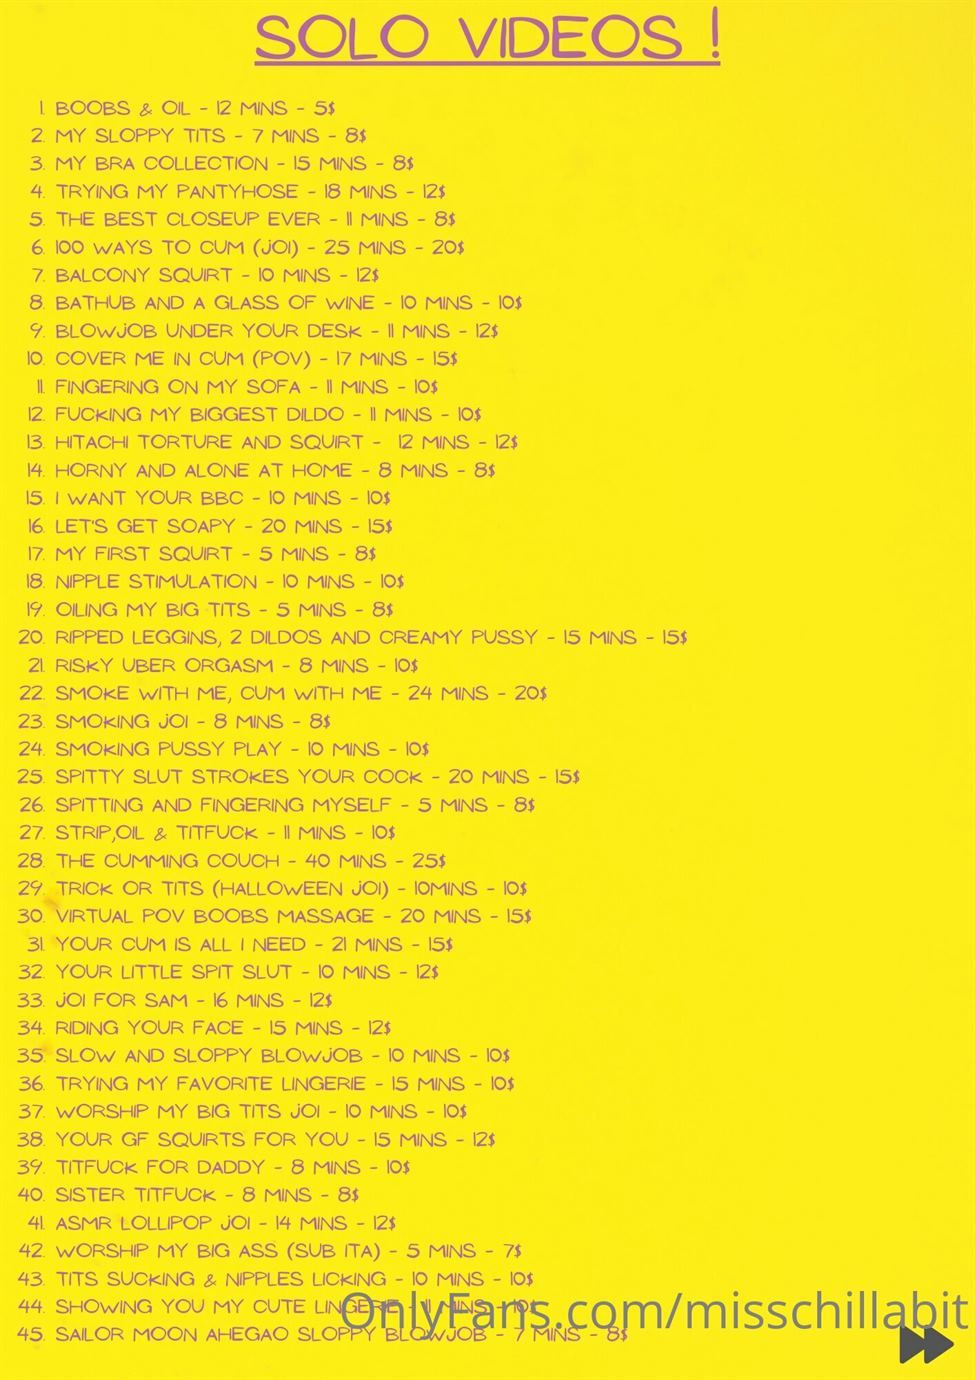 SOLO VIDEOS !
1. BOOBS & OIL - 12 MINS - 5$
2. MY SLOPPY TITS - 7 MINS - 8$
3. MY BRA COLLECTION - 15 MINS - 8$
4. TRYING MY PANTYHOSE - 18 MINS - 12$
5. THE BEST CLOSEUP EVER - 11 MINS - 8$
6. 100 WAYS TO CUM (JOI) - 25 MINS - 20$
7. BALCONY SQUIRT - 10 MINS - 12$
8. BATHUB AND A GLASS OF WINE - 10 MINS - 10$
9. BLOWJOB UNDER YOUR DESK - 11 MINS - 12$
10. COVER ME IN CUM (POV) - 17 MINS - 15$
11. FINGERING ON MY SOFA - 11 MINS - 10$
12. FUCKING MY BIGGEST DILDO - 11 MINS - 10$
13. HITACHI TORTURE AND SQUIRT - 12 MINS - 12$
14. HORNY AND ALONE AT HOME - 8 MINS - 8$
15. I WANT YOUR BBC - 10 MINS - 10$
16. LET'S GET SOAPY - 20 MINS - 15$
17. MY FIRST SQUIRT - 5 MINS - 8$
18. NIPPLE STIMULATION - 10 MINS - 10$
19. OILING MY BIG TITS - 5 MINS - 8$
20. RIPPED LEGGINS, 2 DILDOS AND CREAMY PUSSY - 15 MINS - 15$
21. RISKY UBER ORGASM - 8 MINS - 10$
22. SMOKE WITH ME, CUM WITH ME - 24 MINS - 20$
23. SMOKING JOI - 8 MINS - 8$
24. SMOKING PUSSY PLAY - 10 MINS - 10$
25. SPITTY SLUT STROKES YOUR COCK - 20 MINS - 15$
26. SPITTING AND FINGERING MYSELF - 5 MINS - 8$
27. STRIP,OIL & TITFUCK - 11 MINS - 10$
28. THE CUMMING COUCH - 40 MINS - 25$
29. TRICK OR TITS (HALLOWEEN JOI) - 10MINS - 10$
30. VIRTUAL POV BOOBS MASSAGE - 20 MINS - 15$
31. YOUR CUM IS ALL I NEED - 21 MINS - 15$
32. YOUR LITTLE SPIT SLUT - 10 MINS - 12$
33. JOI FOR SAM - 16 MINS - 12$
34. RIDING YOUR FACE - 15 MINS - 12$
35. SLOW AND SLOPPY BLOWJOB - 10 MINS - 10$
36. TRYING MY FAVORITE LINGERIE - 15 MINS - 10$
37. WORSHIP MY BIG TITS JOI - 10 MINS - 10$
38. YOUR GF SQUIRTS FOR YOU - 15 MINS - 12$
39. TITFUCK FOR DADDY - 8 MINS - 10$
40. SISTER TITFUCK - 8 MINS - 8$
41. ASMR LOLLIPOP JOI - 14 MINS - 12$
42. WORSHIP MY BIG ASS (SUB ITA) - 5 MINS - 7$
43. TITS SUCKING & NIPPLES LICKING - 10 MINS - 10$
44. SHOWING YOU MY CUTE LINGERIE - 11 MINS - 10$
OnlyFans.com/misschillabit
45. SAILOR MOON AHEGAO SLOPPY BLOWJOB - 7 MINS - 8$